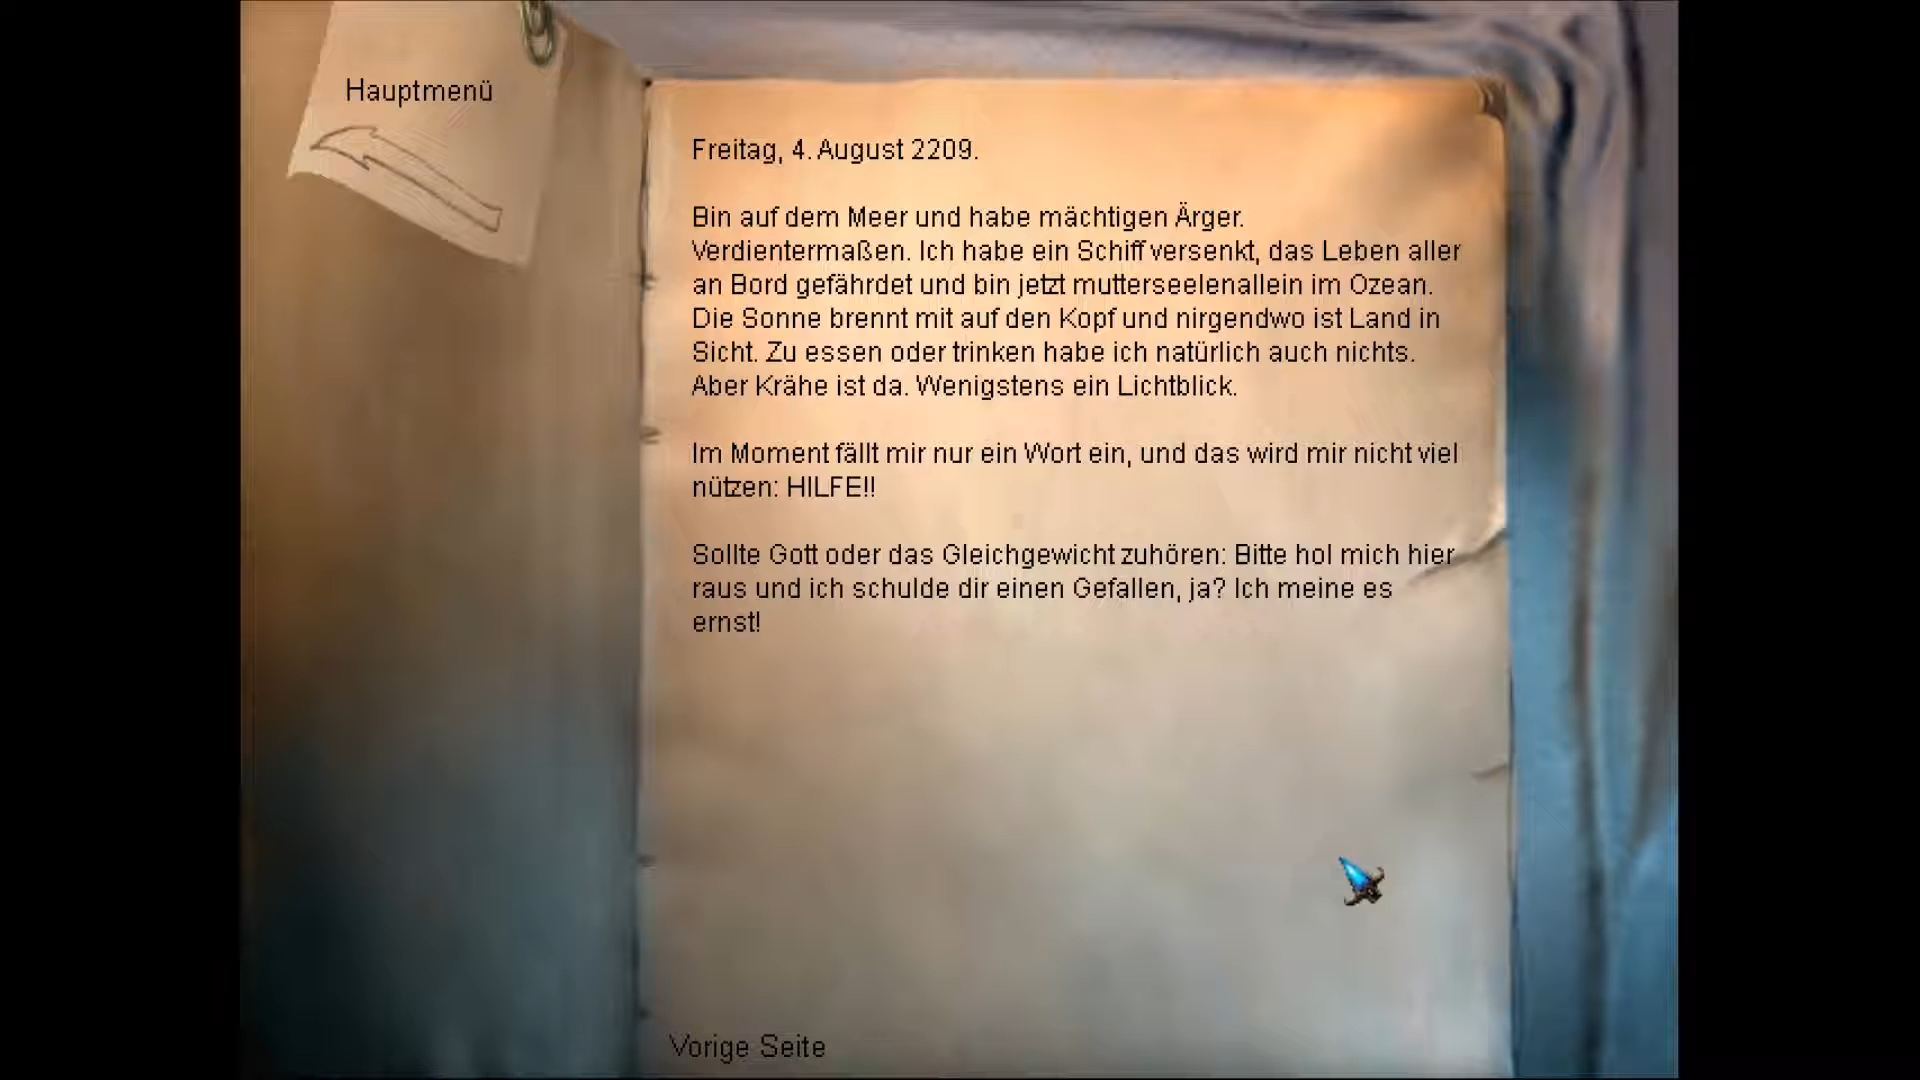 Hauptmenü
Freitag, 4. August 2209.
Bin auf dem Meer und habe mächtigen Ärger.
Verdientermaßen. Ich habe ein Schiff versenkt, das Leben aller
an Bord gefährdet und bin jetzt mutterseelenallein im Ozean.
Die Sonne brennt mit auf den Kopf und nirgendwo ist Land in
Sicht. Zu essen oder trinken habe ich natürlich auch nichts.
Aber Krähe ist da. Wenigstens ein Lichtblick.
Im Moment fällt mir nur ein Wort ein, und das wird mir nicht viel
nützen: HILFE!!
Sollte Gott oder das Gleichgewicht zuhören: Bitte hol mich hier
raus und ich schulde dir einen Gefallen, ja? Ich meine es
ernst!
Vorige Seite